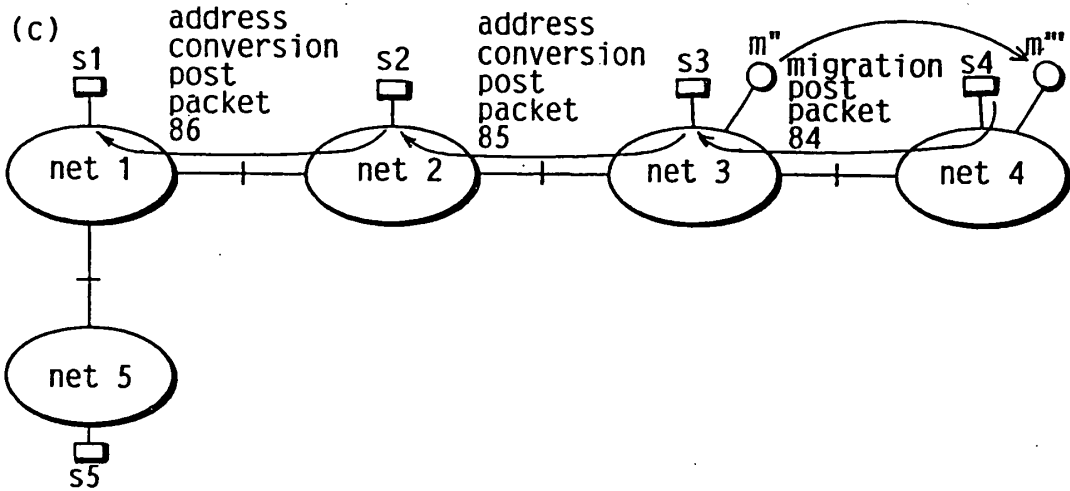 (c)
s1
address
conversion
post
packet
86
s2
address
conversion
post
packet
85
s3
m"
migration
post
packet
84
s4
m'''
net 1
net 2
net 3
net 4
net 5
s5